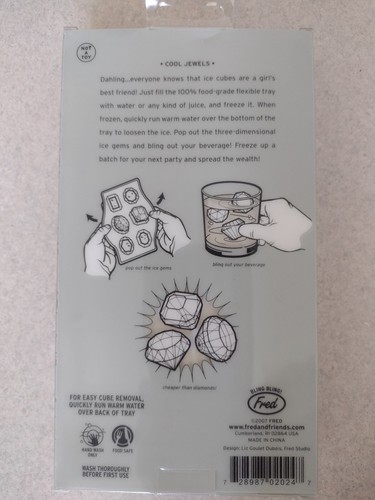 NOT A TOY
• COOL JEWELS •
Dahling...everyone knows that ice cubes are a girl's
best friend! Just fill the 100% food-grade flexible tray
with water or any kind of juice, and freeze it. When
frozen, quickly run warm water over the bottom of the
tray to loosen the ice. Pop out the three-dimensional
ice gems and bling out your beverage! Freeze up a
batch for your next party and spread the wealth!
pop out the ice gems
bling out your beverage
cheaper than diamonds!
FOR EASY CUBE REMOVAL,
QUICKLY RUN WARM WATER
OVER BACK OF TRAY
HAND WASH
ONLY
FOOD SAFE
WASH THOROUGHLY
BEFORE FIRST USE
BLING BLING!
Fred
©2007 FRED
www.fredandfriends.com
Cumberland, RI 02864 USA
MADE IN CHINA
Design: Liz Goulet Dubois, Fred Studio
7 28987 02024 7